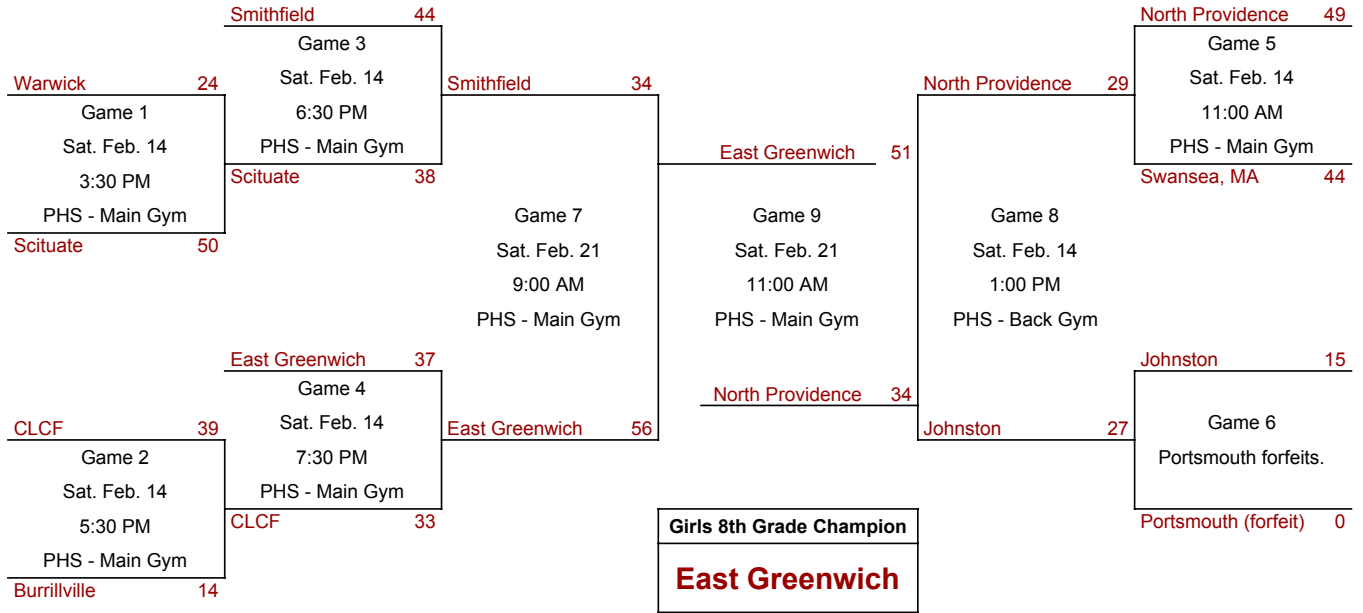 Smithfield 44
Game 3
Sat. Feb. 14
6:30 PM
PHS - Main Gym
Scituate 38
Warwick 24
Game 1
Sat. Feb. 14
3:30 PM
PHS - Main Gym
Scituate 50
Smithfield 34
Game 7
Sat. Feb. 21
9:00 AM
PHS - Main Gym
East Greenwich 37
Game 4
Sat. Feb. 14
7:30 PM
PHS - Main Gym
CLCF 33
CLCF 39
Game 2
Sat. Feb. 14
5:30 PM
PHS - Main Gym
Burrillville 14
East Greenwich 56
East Greenwich 51
Game 9
Sat. Feb. 21
11:00 AM
PHS - Main Gym
North Providence 34
North Providence 29
Game 8
Sat. Feb. 14
1:00 PM
PHS - Back Gym
Johnston 27
North Providence 49
Game 5
Sat. Feb. 14
11:00 AM
PHS - Main Gym
Swansea, MA 44
Johnston 15
Game 6
Portsmouth forfeits.
Portsmouth (forfeit) 0
Girls 8th Grade Champion
East Greenwich